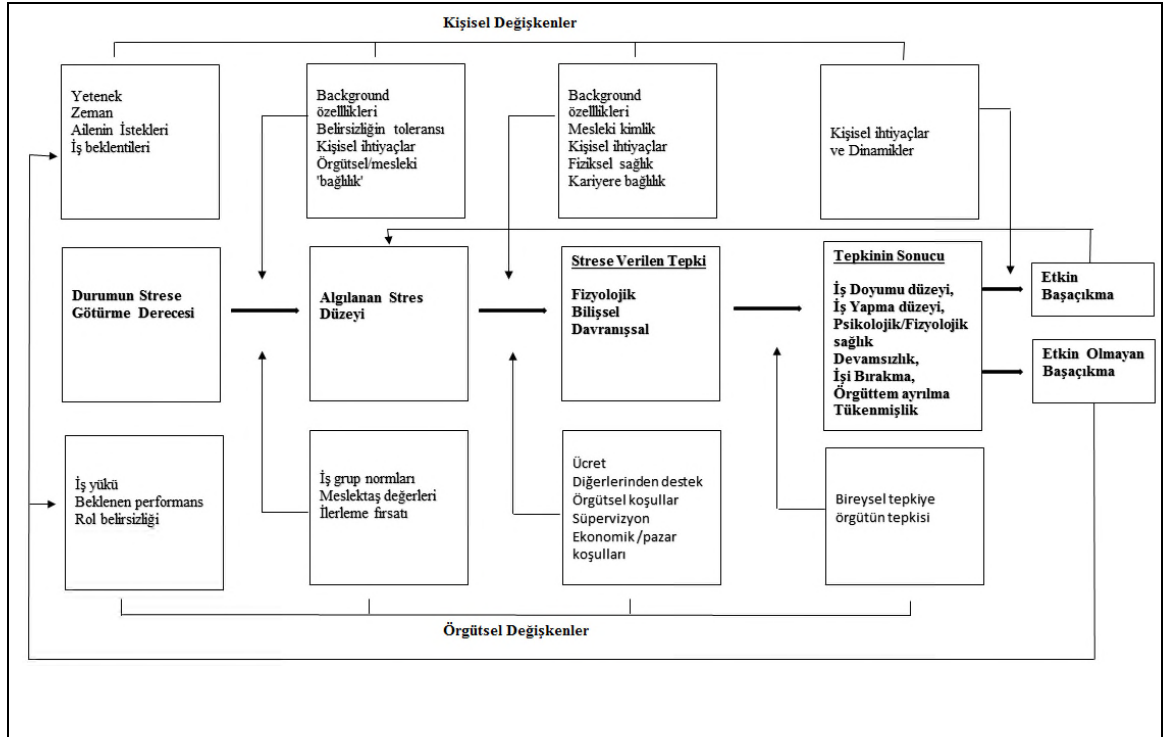 Kişisel Değişkenler
Yetenek
Zaman
Ailenin İstekleri
İş beklentileri
Background
özelllikleri
Belirsizliğin toleransı
Kişisel ihtiyaçlar
Örgütsel/mesleki
'bağlılık'
Background
özelllikleri
Mesleki kimlik
Kişisel ihtiyaçlar
Fiziksel sağlık
Kariyere bağlılık
Kişisel ihtiyaçlar
ve Dinamikler
Durumun Strese
Götürme Derecesi
Algılanan Stres
Düzeyi
Strese Verilen Tepki
Fizyolojik
Bilişsel
Davranışsal
Tepkinin Sonucu
İş Doyumu düzeyi,
İş Yapma düzeyi,
Psikolojik/Fizyolojik
sağlık
Devamsızlık,
İşi Bırakma,
Örgüttem ayrılma
Tükenmişlik
Etkin
Başaçıkma
Etkin Olmayan
Başaçıkma
İş yükü
Beklenen performans
Rol belirsizliği
İş grup normları
Meslektaş değerleri
İlerleme fırsatı
Ücret
Diğerlerinden destek
Örgütsel koşullar
Süpervizyon
Ekonomik /pazar
koşulları
Bireysel tepkiye
örgütün tepkisi
Örgütsel Değişkenler